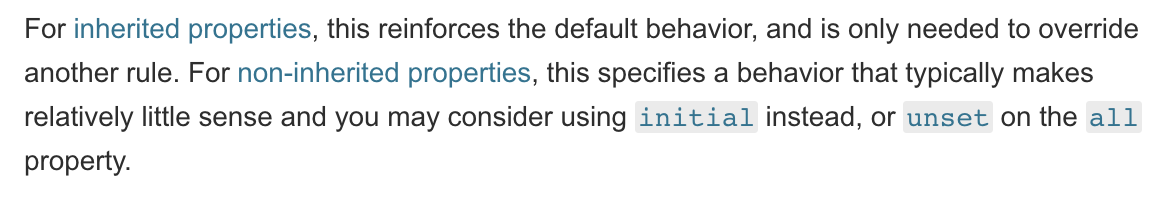 For inherited properties, this reinforces the default behavior, and is only needed to override
another rule. For non-inherited properties, this specifies a behavior that typically makes
relatively little sense and you may consider using initial instead, or unset on the all
property.